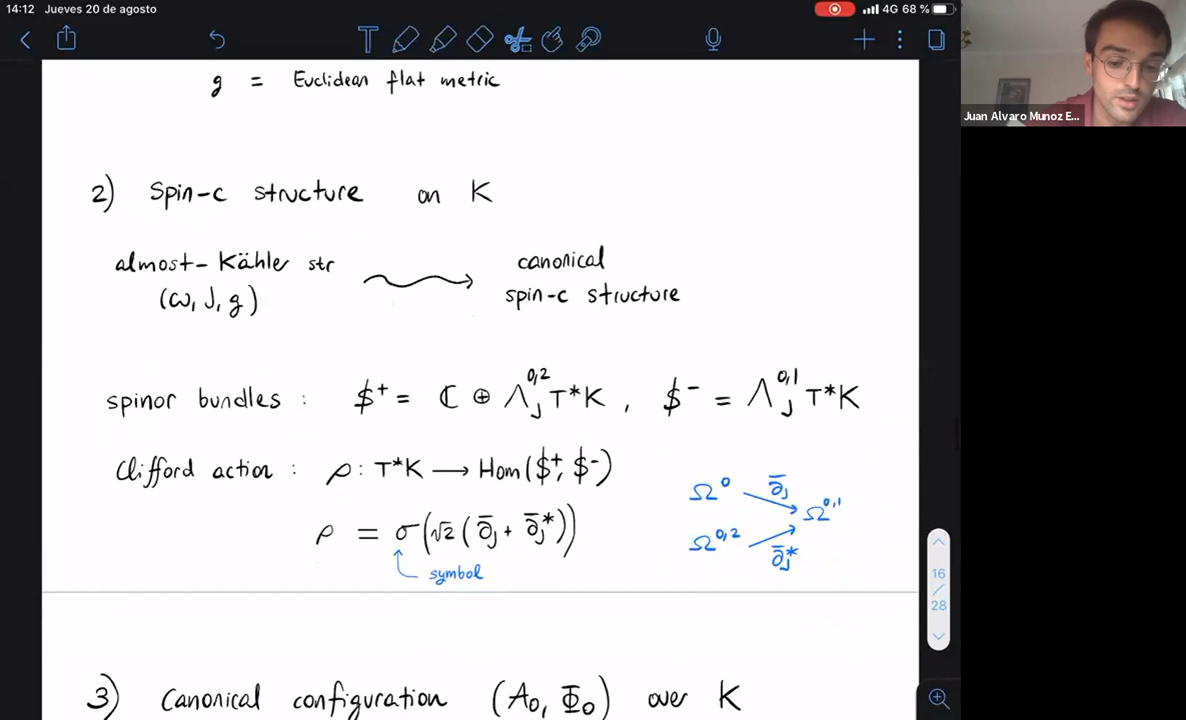 14:12 Jueves 20 de agosto
4G 68 %
g = Euclidean flat metric
Juan Alvaro Munoz E...
2) Spin-c structure on K
almost-Kähler str
(ω, J, g)
canonical
spin-c structure
spinor bundles : $⁺ = ℂ ⊕ Λ_J^{0,2} T*K , $⁻ = Λ_J^{0,1} T*K
Clifford action : ρ : T*K ⟶ Hom($⁺, $⁻)
ρ = σ(√2 (∂̄_J + ∂̄_J*))
symbol
Ω⁰ ∂̄_J Ω^{0,1}
Ω^{0,2} ∂̄_J*
16
/
28
3) Canonical configuration (A₀, Φ₀) over K